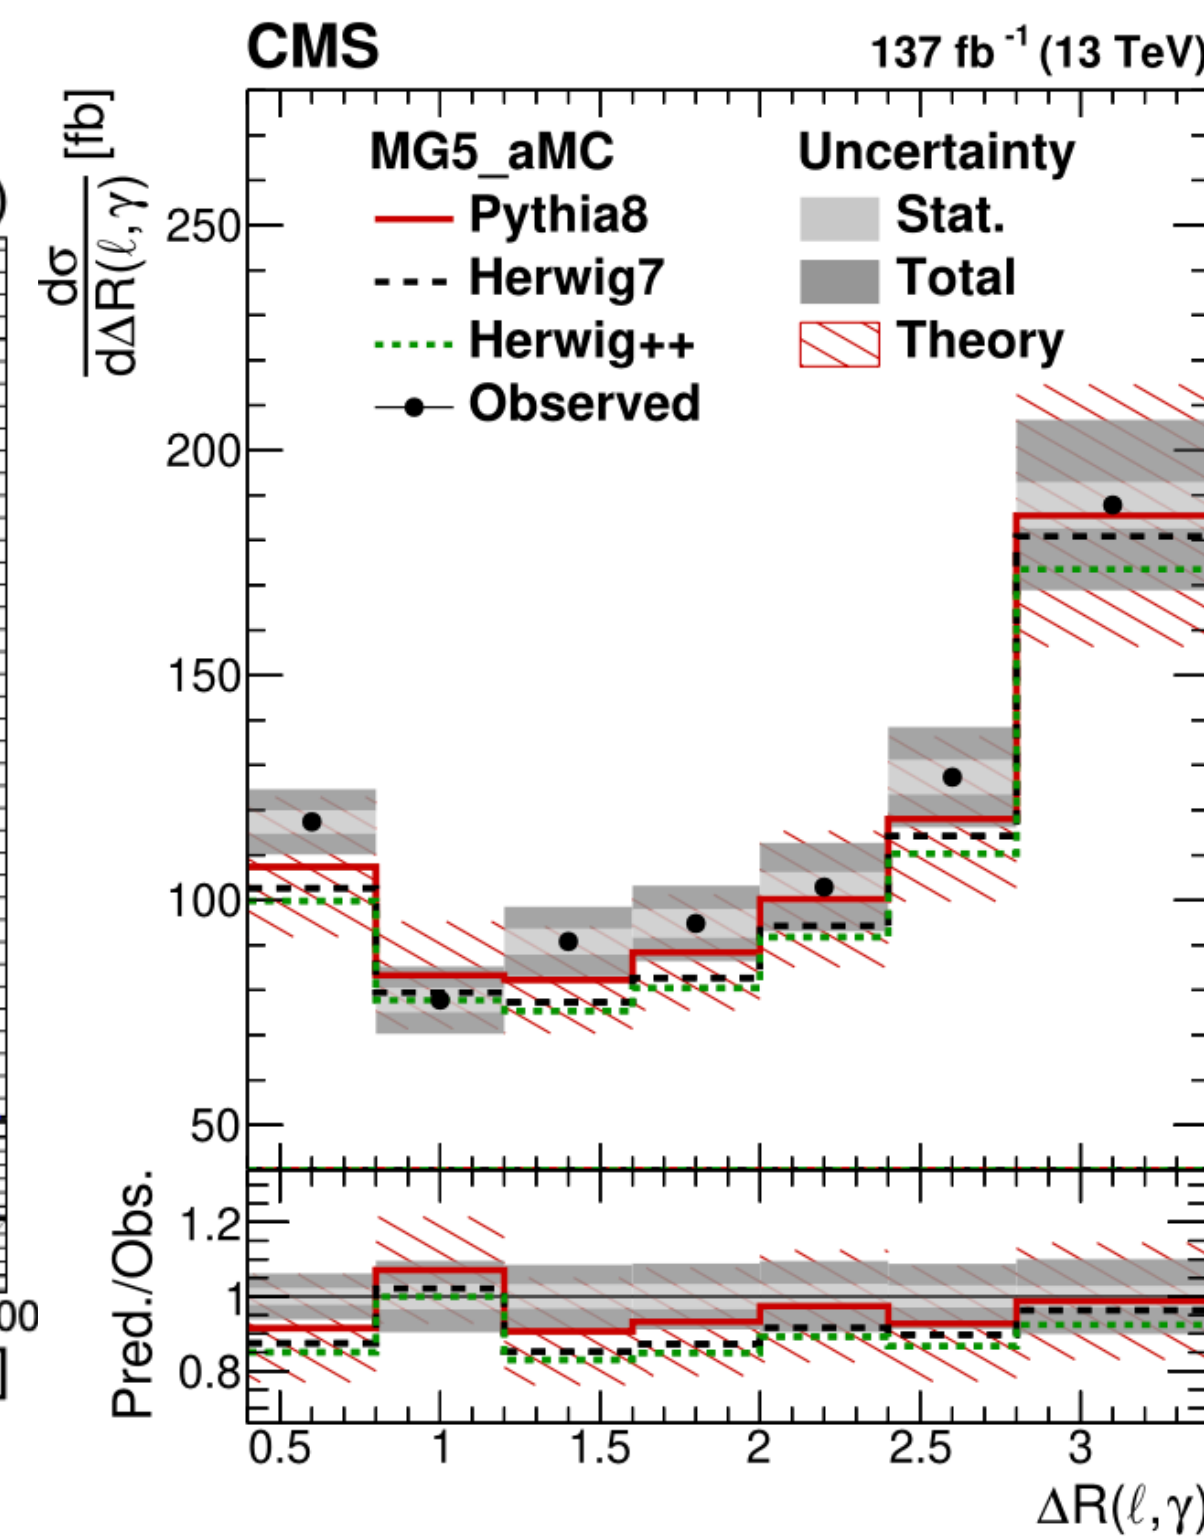 CMS 137 fb -1 (13 TeV)
dσ
dΔR(ℓ,γ) [fb]
MG5_aMC Uncertainty
Pythia8 Stat.
Herwig7 Total
Herwig++ Theory
Observed
250
200
150
100
50
Pred./Obs.
1.2
1
0.8
0.5 1 1.5 2 2.5 3
ΔR(ℓ,γ)
)
00
]